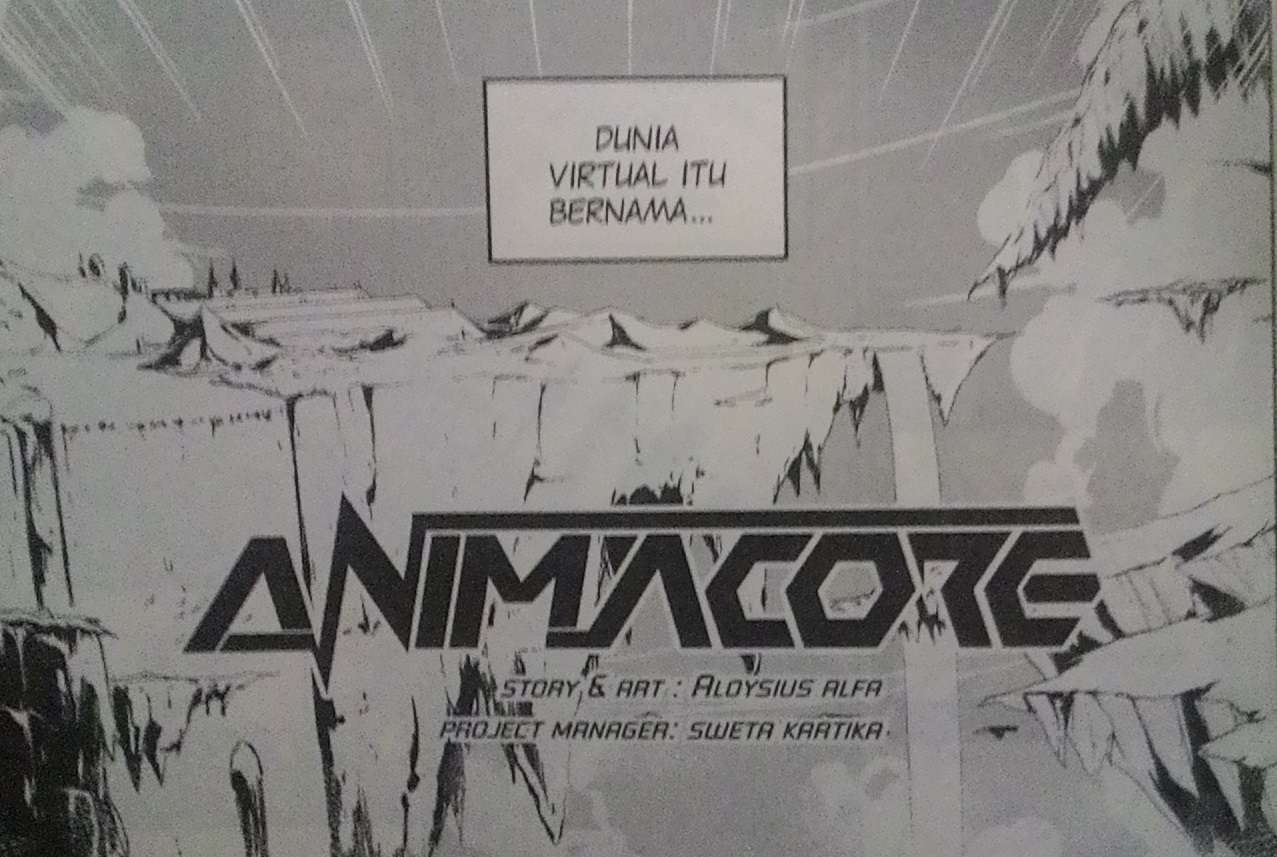 DUNIA
VIRTUAL ITU
BERNAMA...
ANIMACORE
STORY & ART : ALOYSIUS ALFA
PROJECT MANAGER: SWETA KARTIKA